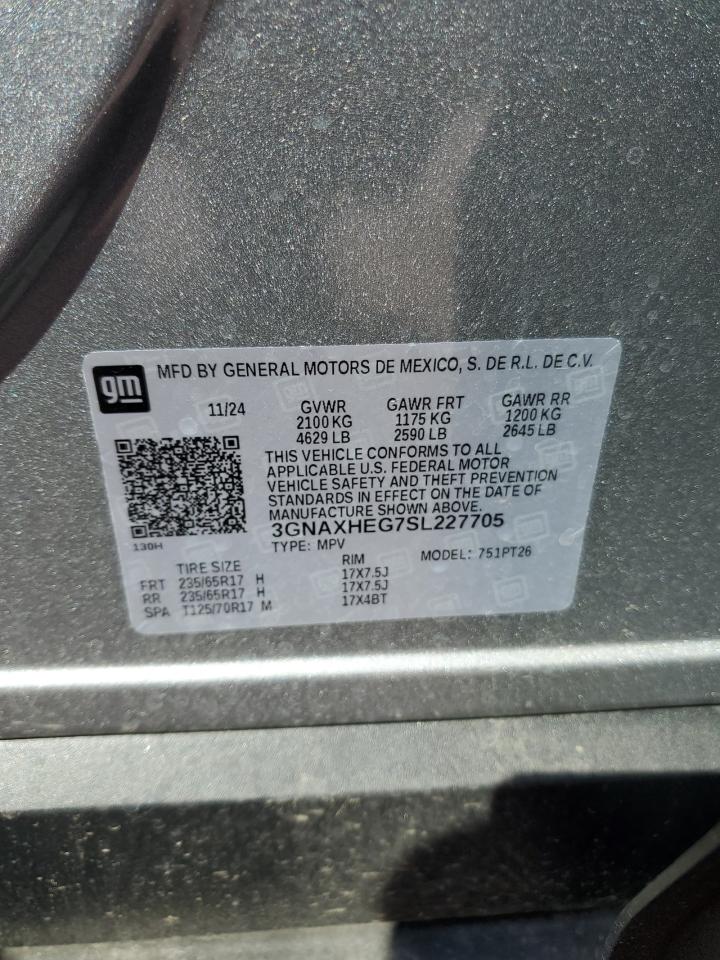 gm
MFD BY GENERAL MOTORS DE MEXICO, S. DE R.L. DE C.V.
11/24 GVWR GAWR FRT GAWR RR
2100 KG 1175 KG 1200 KG
4629 LB 2590 LB 2645 LB
THIS VEHICLE CONFORMS TO ALL
APPLICABLE U.S. FEDERAL MOTOR
VEHICLE SAFETY AND THEFT PREVENTION
STANDARDS IN EFFECT ON THE DATE OF
MANUFACTURE SHOWN ABOVE.
3GNAXHEG7SL227705
130H
TYPE: MPV MODEL: 751PT26
TIRE SIZE RIM
FRT 235/65R17 H 17X7.5J
RR 235/65R17 H 17X7.5J
SPA T125/70R17 M 17X4BT